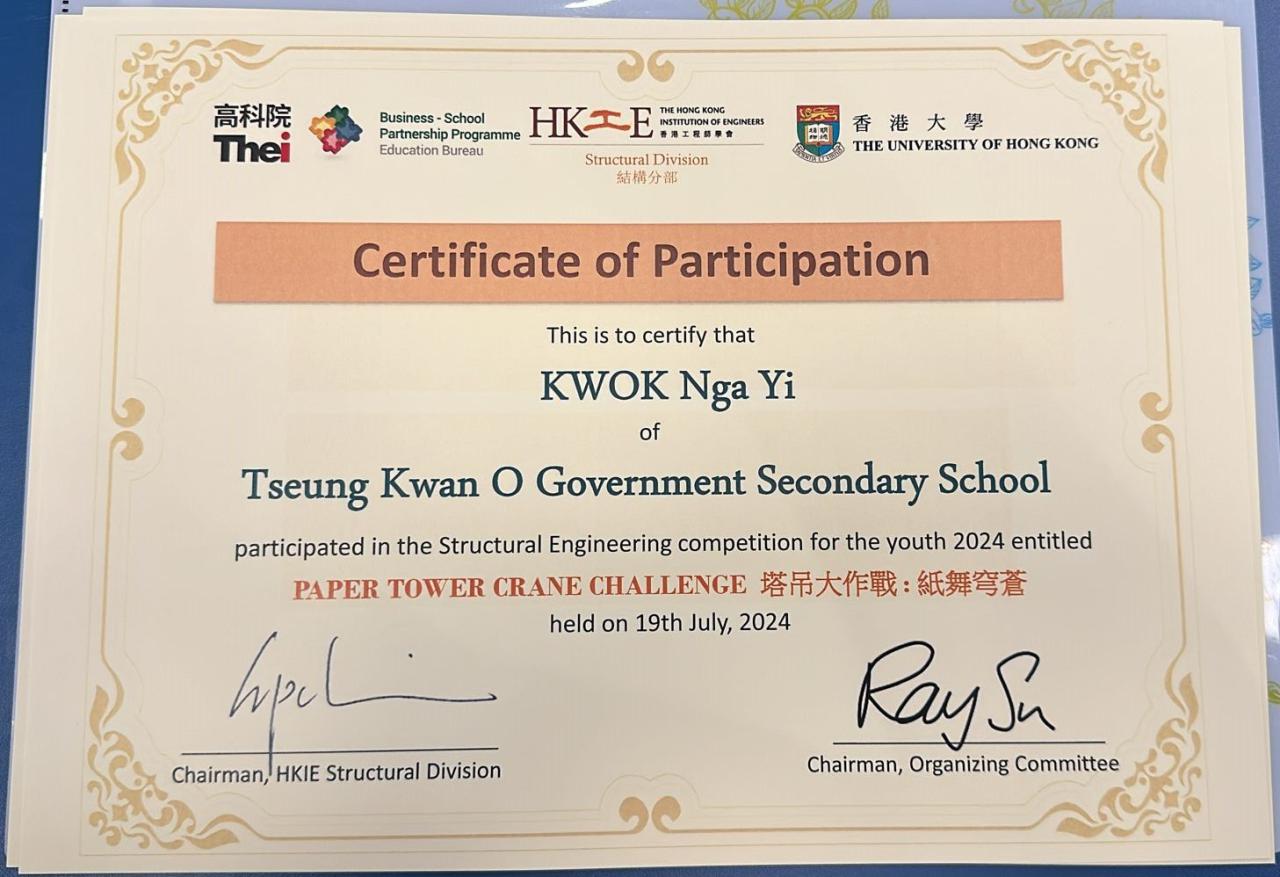 高科院
THei
Business - School
Partnership Programme
Education Bureau
HKIE
THE HONG KONG
INSTITUTION OF ENGINEERS
香港工程師學會
Structural Division
結構分部
香港大學
THE UNIVERSITY OF HONG KONG
Certificate of Participation
This is to certify that
KWOK Nga Yi
of
Tseung Kwan O Government Secondary School
participated in the Structural Engineering competition for the youth 2024 entitled
PAPER TOWER CRANE CHALLENGE 塔吊大作戰 : 紙舞穹蒼
held on 19th July, 2024
Ray Su
Chairman, HKIE Structural Division
Chairman, Organizing Committee